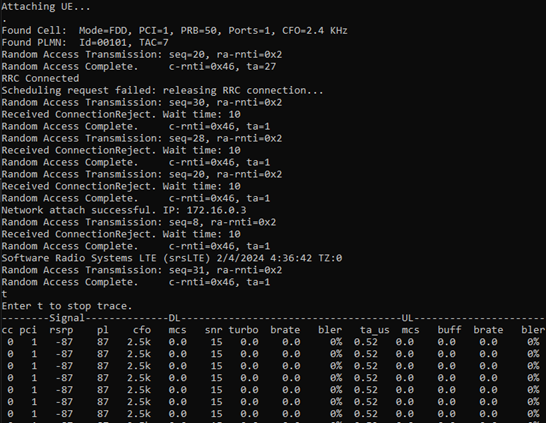 Attaching UE...
.
Found Cell:  Mode=FDD, PCI=1, PRB=50, Ports=1, CFO=2.4 KHz
Found PLMN:  Id=00101, TAC=7
Random Access Transmission: seq=20, ra-rnti=0x2
Random Access Complete.     c-rnti=0x46, ta=27
RRC Connected
Scheduling request failed: releasing RRC connection...
Random Access Transmission: seq=30, ra-rnti=0x2
Received ConnectionReject. Wait time: 10
Random Access Complete.     c-rnti=0x46, ta=1
Random Access Transmission: seq=28, ra-rnti=0x2
Received ConnectionReject. Wait time: 10
Random Access Complete.     c-rnti=0x46, ta=1
Random Access Transmission: seq=20, ra-rnti=0x2
Received ConnectionReject. Wait time: 10
Random Access Complete.     c-rnti=0x46, ta=1
Network attach successful. IP: 172.16.0.3
Random Access Transmission: seq=8, ra-rnti=0x2
Received ConnectionReject. Wait time: 10
Random Access Complete.     c-rnti=0x46, ta=1
Software Radio Systems LTE (srsLTE) 2/4/2024 4:36:42 TZ:0
Random Access Transmission: seq=31, ra-rnti=0x2
Random Access Complete.     c-rnti=0x46, ta=1
t
Enter t to stop trace.
--------Signal--------------DL------------------------------------UL----------------------
cc pci  rsrp   pl    cfo   mcs   snr turbo  brate   bler   ta_us  mcs   buff  brate   bler
0   1   -87   87   2.5k   0.0    15   0.0    0.0     0%   0.52   0.0    0.0    0.0     0%
0   1   -87   87   2.5k   0.0    15   0.0    0.0     0%   0.52   0.0    0.0    0.0     0%
0   1   -87   87   2.5k   0.0    15   0.0    0.0     0%   0.52   0.0    0.0    0.0     0%
0   1   -87   87   2.5k   0.0    15   0.0    0.0     0%   0.52   0.0    0.0    0.0     0%
0   1   -87   87   2.5k   0.0    15   0.0    0.0     0%   0.52   0.0    0.0    0.0     0%
0   1   -87   87   2.5k   0.0    15   0.0    0.0     0%   0.52   0.0    0.0    0.0     0%
0   1   -87   87   2.5k   0.0    15   0.0    0.0     0%   0.52   0.0    0.0    0.0     0%